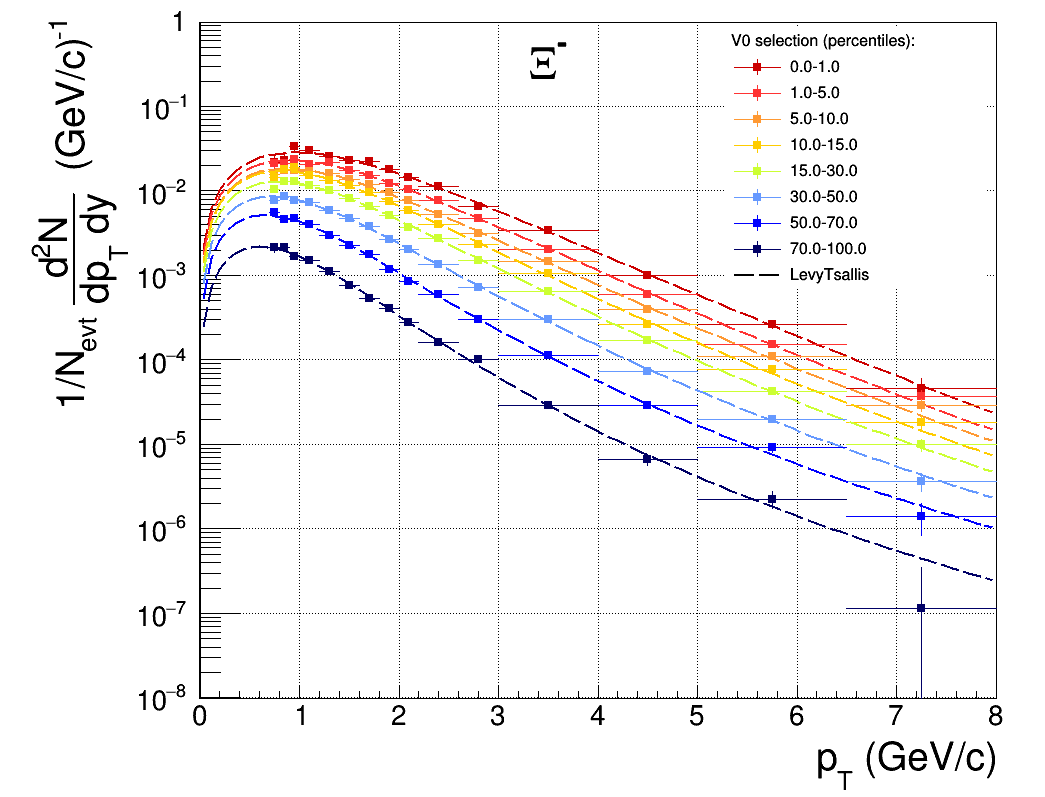 1/N_evt d²N/dp_T dy (GeV/c)⁻¹
1
10⁻¹
10⁻²
10⁻³
10⁻⁴
10⁻⁵
10⁻⁶
10⁻⁷
10⁻⁸
[Ξ]
V0 selection (percentiles):
0.0-1.0
1.0-5.0
5.0-10.0
10.0-15.0
15.0-30.0
30.0-50.0
50.0-70.0
70.0-100.0
LevyTsallis
0 1 2 3 4 5 6 7 8
p_T (GeV/c)